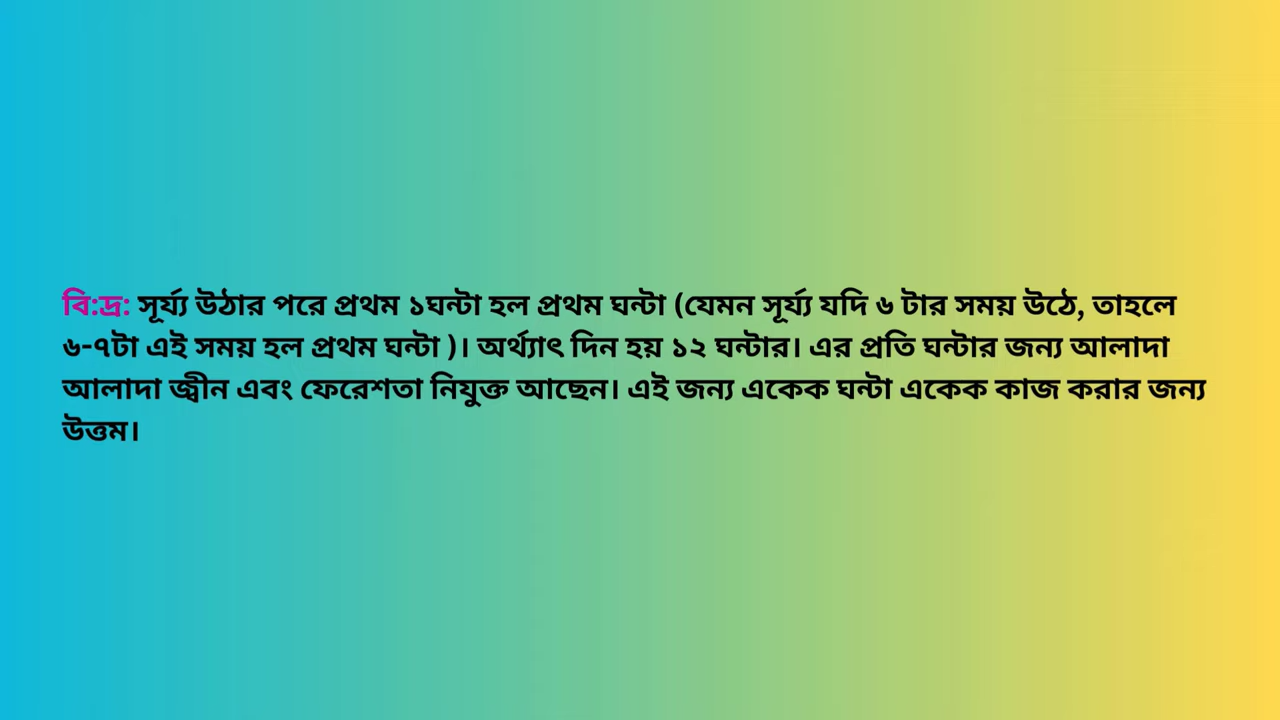 বি:দ্র: সূর্য্য উঠার পরে প্রথম ১ঘন্টা হল প্রথম ঘন্টা (যেমন সূর্য্য যদি ৬ টার সময় উঠে, তাহলে
৬-৭টা এই সময় হল প্রথম ঘন্টা )। অর্থ্যাৎ দিন হয় ১২ ঘন্টার। এর প্রতি ঘন্টার জন্য আলাদা
আলাদা জ্বীন এবং ফেরেশতা নিযুক্ত আছেন। এই জন্য একেক ঘন্টা একেক কাজ করার জন্য
উত্তম।